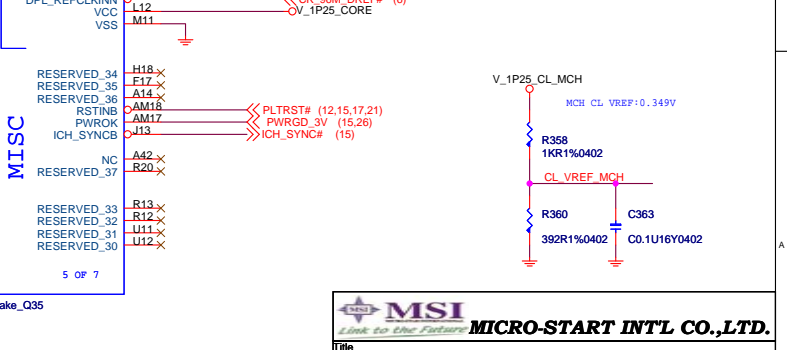 DPL_REFCLKINN CK_96M_DREF# (6)
VCC L12 V_1P25_CORE
VSS M11
RESERVED_34 H18
RESERVED_35 F17
RESERVED_36 A14
RSTINB AM18 PLTRST# (12,15,17,21)
PWROK AM17 PWRGD_3V (15,26)
ICH_SYNCB J13 ICH_SYNC# (15)
NC A42
RESERVED_37 R20
RESERVED_33 R13
RESERVED_32 R12
RESERVED_31 U11
RESERVED_30 U12
MISC
5 OF 7
ake_Q35
V_1P25_CL_MCH
MCH CL VREF:0.349V
R358
1KR1%0402
CL_VREF_MCH
R360
392R1%0402
C363
C0.1U16Y0402
A
MSI
Link to the Future
MICRO-START INT'L CO.,LTD.
Title